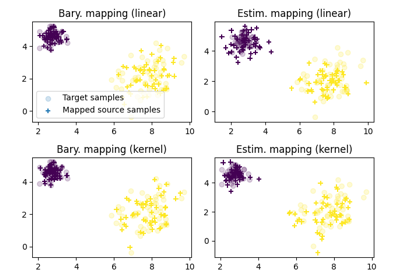 Bary. mapping (linear)
Estim. mapping (linear)
4
2
0
Target samples
Mapped source samples
2 4 6 8 10
4
2
0
2 4 6 8 10
Bary. mapping (kernel)
Estim. mapping (kernel)
4
2
0
2 4 6 8 10
4
2
0
2 4 6 8 10